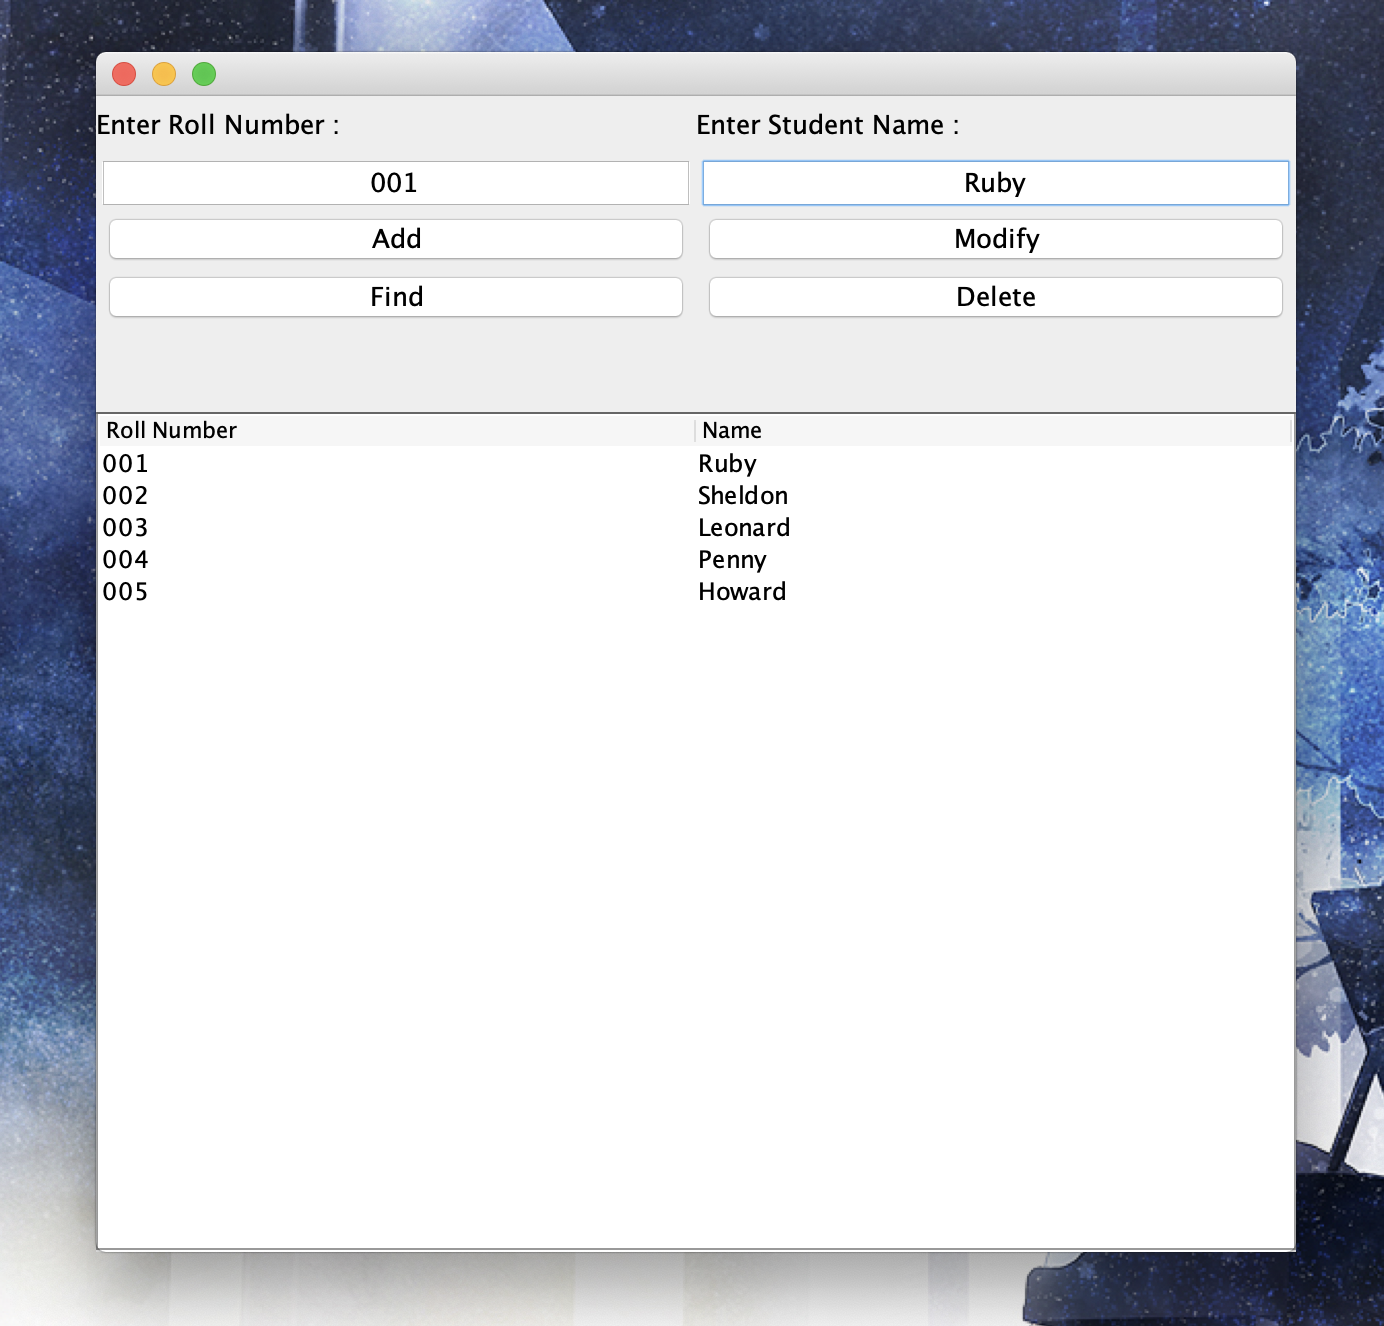 Enter Roll Number : Enter Student Name :
001 Ruby
Add Modify
Find Delete
Roll Number Name
001 Ruby
002 Sheldon
003 Leonard
004 Penny
005 Howard